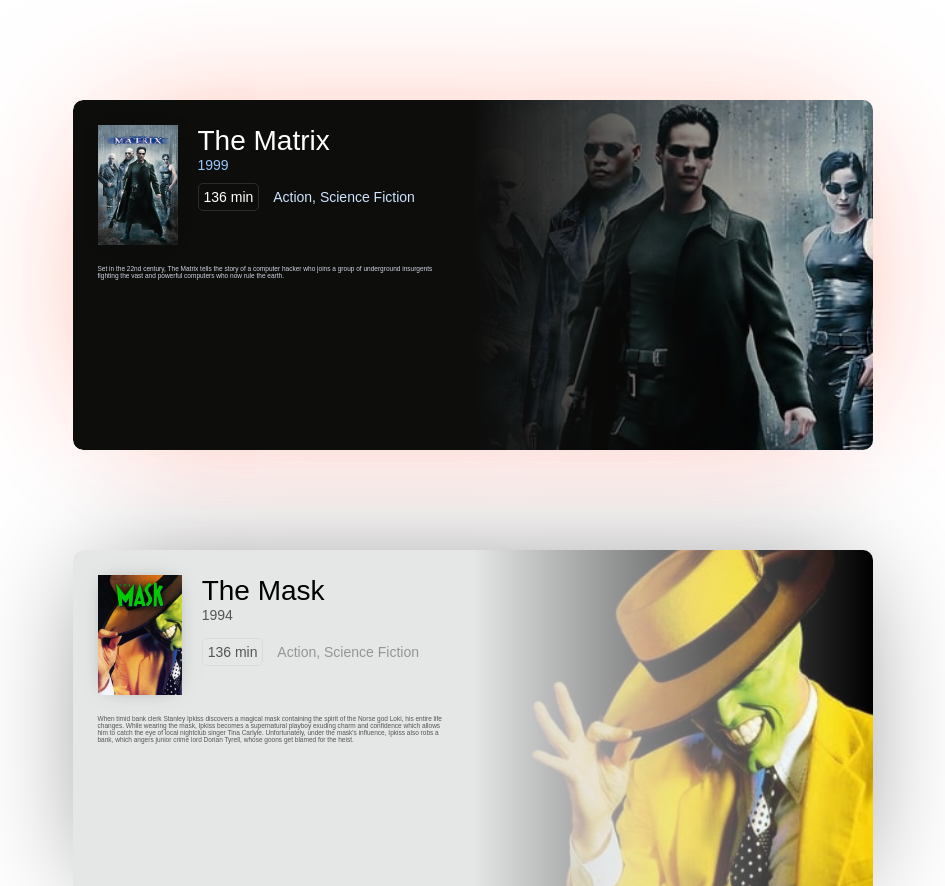 MATRIX
The Matrix
1999
136 min
Action, Science Fiction
Set in the 22nd century, The Matrix tells the story of a computer hacker who joins a group of underground insurgents
fighting the vast and powerful computers who now rule the earth.
MASK
The Mask
1994
136 min
Action, Science Fiction
When timid bank clerk Stanley Ipkiss discovers a magical mask containing the spirit of the Norse god Loki, his entire life
changes. While wearing the mask, Ipkiss becomes a supernatural playboy exuding charm and confidence which allows
him to catch the eye of local nightclub singer Tina Carlyle. Unfortunately, under the mask's influence, Ipkiss also robs a
bank, which angers junior crime lord Dorian Tyrell, whose goons get blamed for the heist.